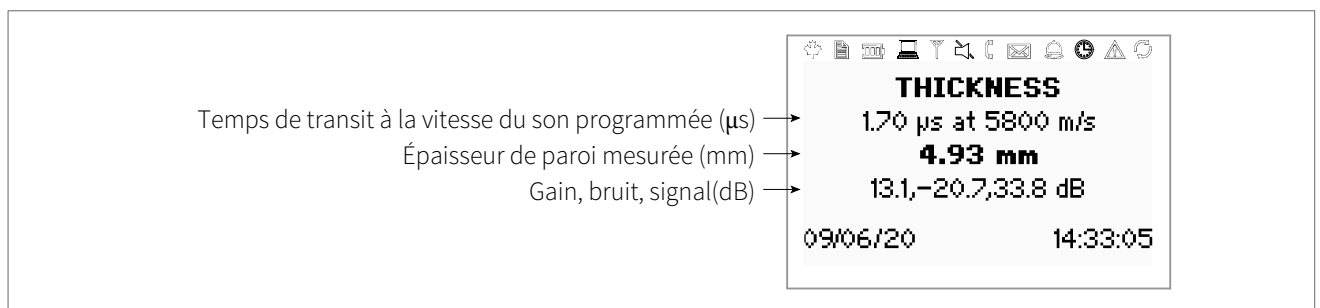 THICKNESS
Temps de transit à la vitesse du son programmée (µs) 1.70 µs at 5800 m/s
Épaisseur de paroi mesurée (mm) 4.93 mm
Gain, bruit, signal(dB) 13.1,-20.7,33.8 dB
09/06/20 14:33:05